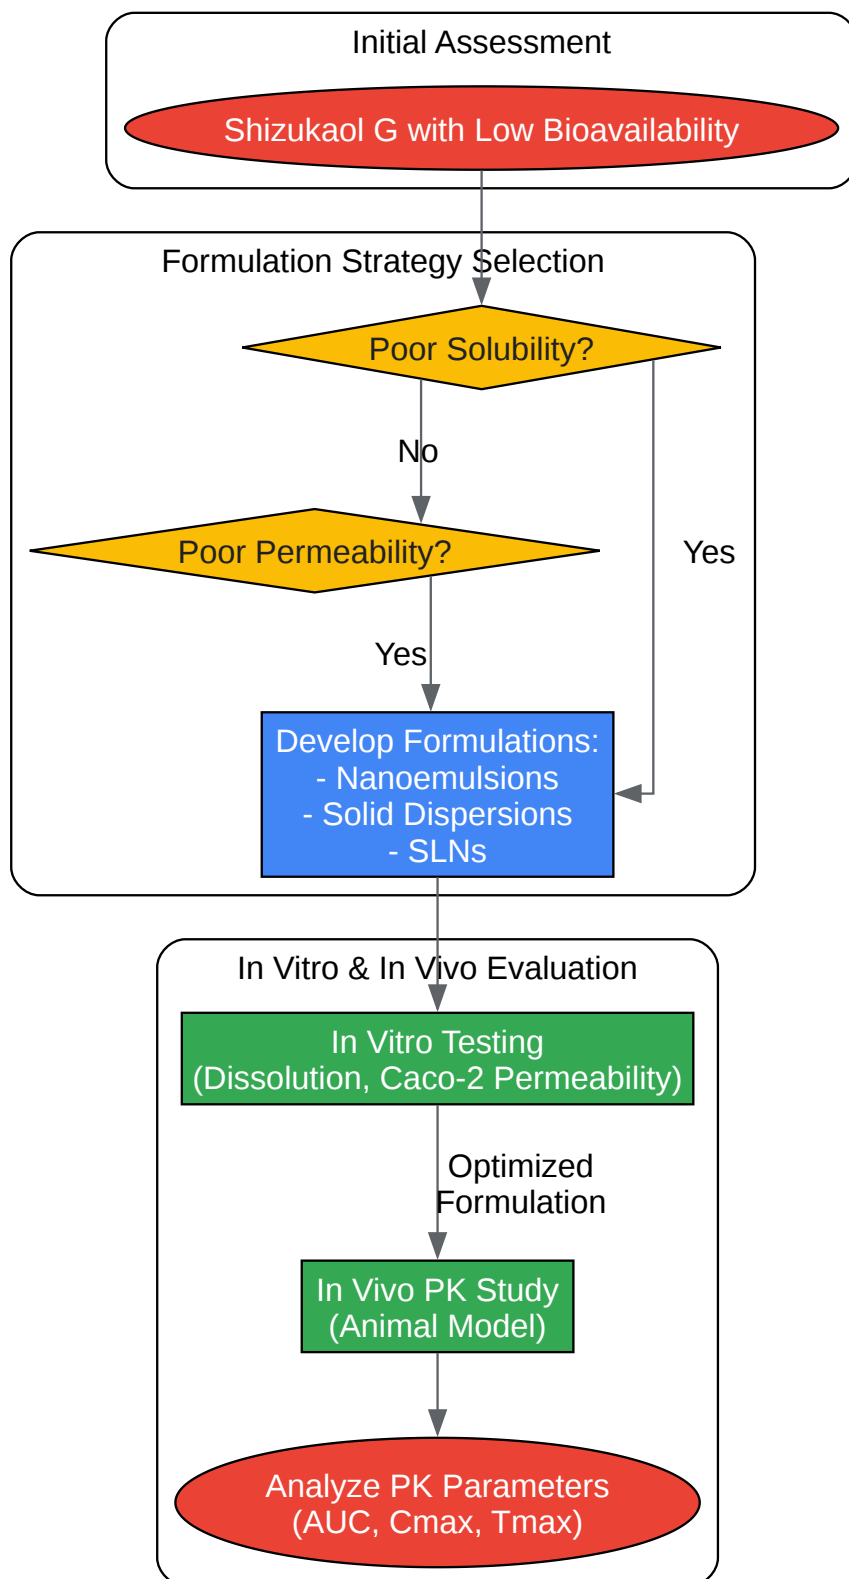 Initial Assessment
Shizukaol G with Low Bioavailability
Formulation Strategy Selection
Poor Solubility?
No
Poor Permeability?
Yes
Yes
Develop Formulations:
- Nanoemulsions
- Solid Dispersions
- SLNs
In Vitro & In Vivo Evaluation
In Vitro Testing
(Dissolution, Caco-2 Permeability)
Optimized
Formulation
In Vivo PK Study
(Animal Model)
Analyze PK Parameters
(AUC, Cmax, Tmax)